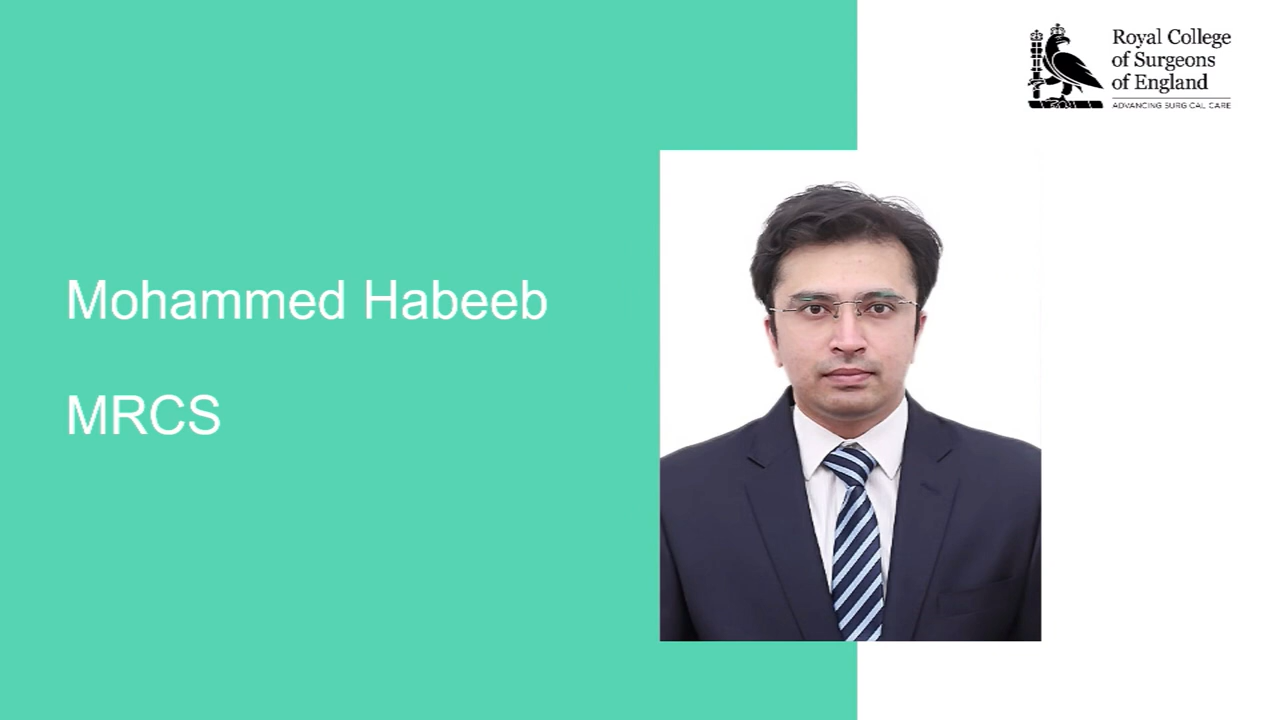 Royal College
of Surgeons
of England
ADVANCING SURGICAL CARE
Mohammed Habeeb
MRCS